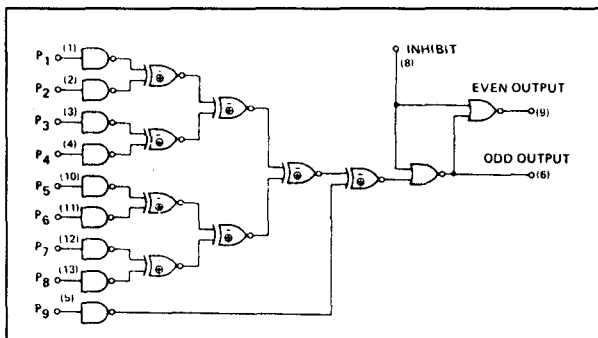 P1 (1)
P2 (2)
P3 (3)
P4 (4)
P5 (10)
P6 (11)
P7 (12)
P8 (13)
P9 (5)
INHIBIT
(8)
EVEN OUTPUT
(9)
ODD OUTPUT
(6)